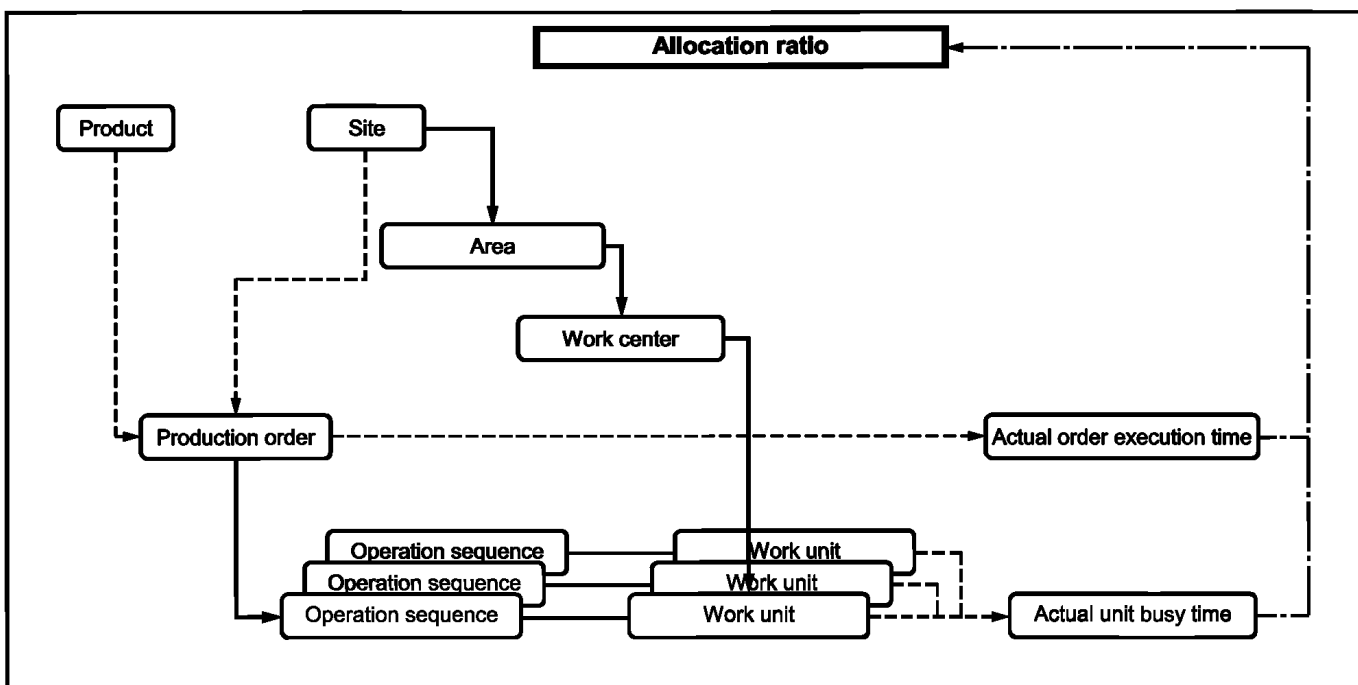 Allocation ratio
Product
Site
Area
Work center
Production order
Actual order execution time
Operation sequence
Work unit
Operation sequence
Work unit
Operation sequence
Work unit
Actual unit busy time